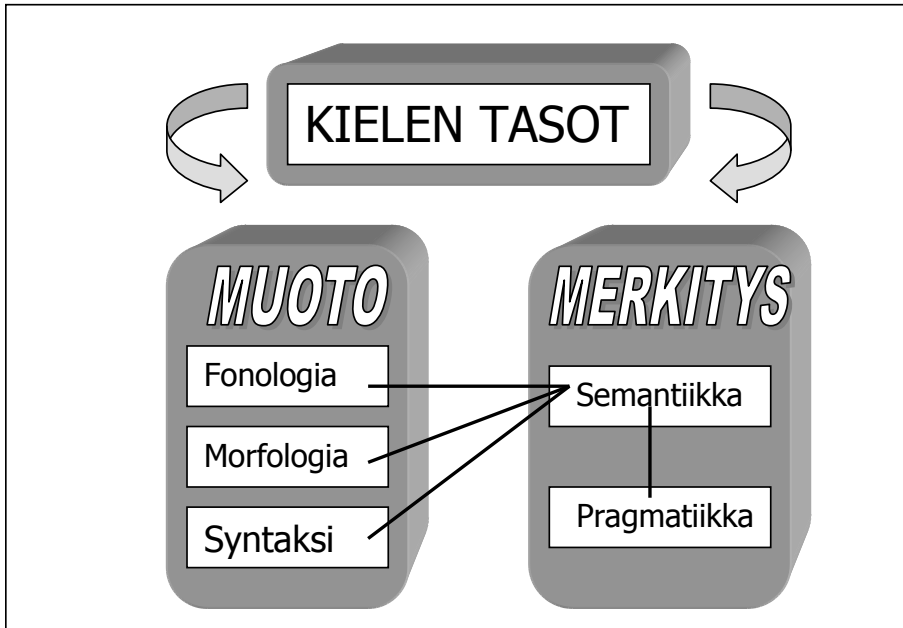 KIELEN TASOT
MUOTO
Fonologia
Morfologia
Syntaksi
MERKITYS
Semantiikka
Pragmatiikka